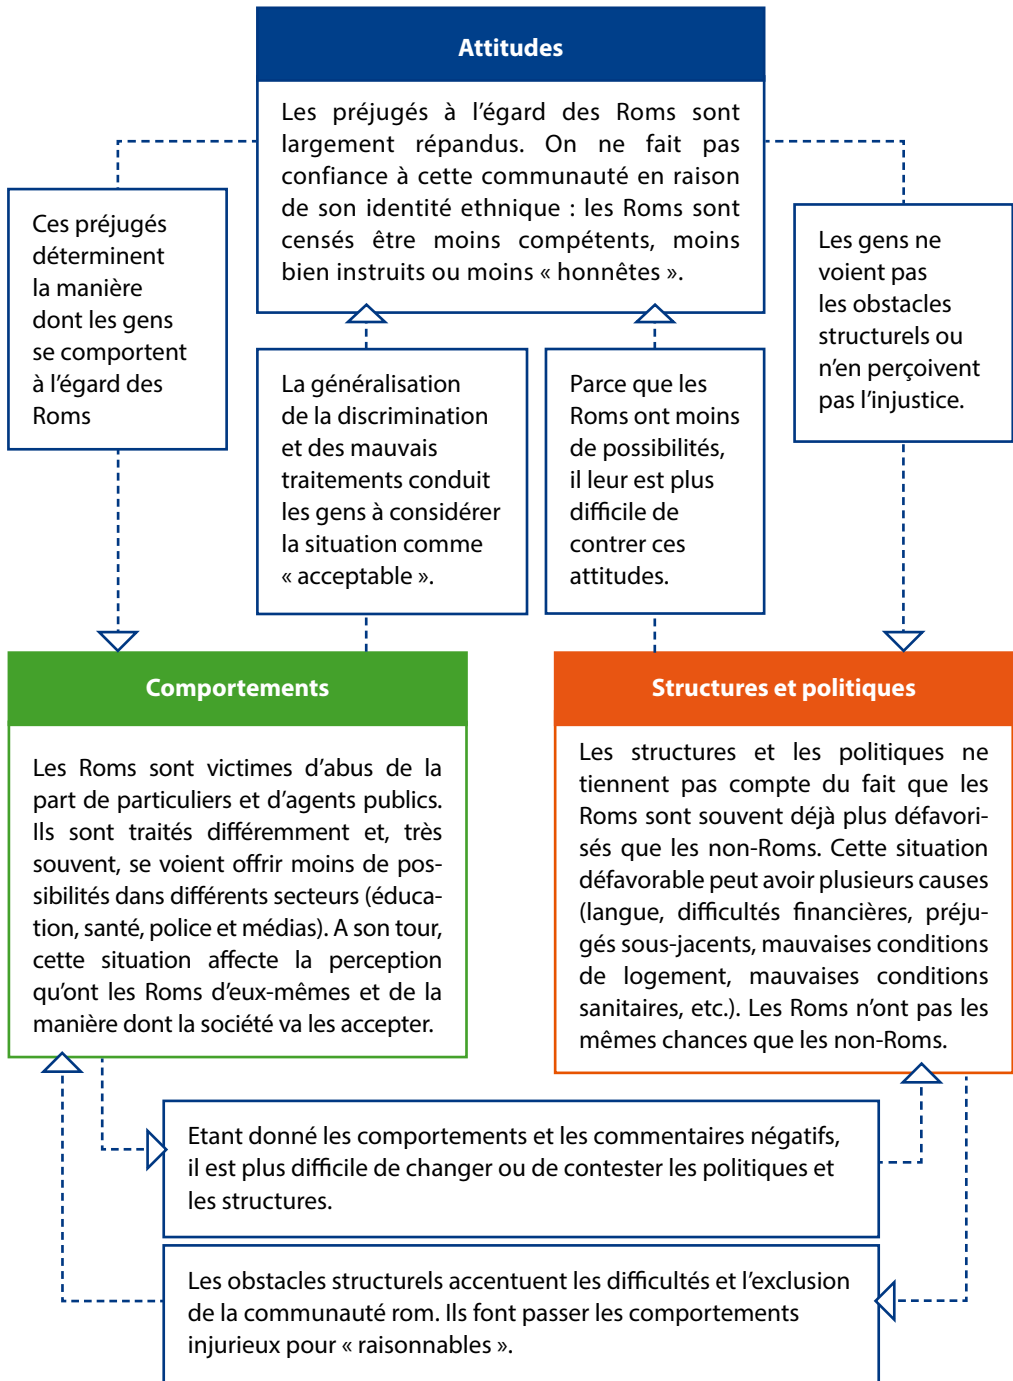 Attitudes
Les préjugés à l’égard des Roms sont
largement répandus. On ne fait pas
confiance à cette communauté en raison
de son identité ethnique : les Roms sont
censés être moins compétents, moins
bien instruits ou moins « honnêtes ».
Ces préjugés
déterminent
la manière
dont les gens
se comportent
à l’égard des
Roms
La généralisation
de la discrimination
et des mauvais
traitements conduit
les gens à considérer
la situation comme
« acceptable ».
Parce que les
Roms ont moins
de possibilités,
il leur est plus
difficile de
contrer ces
attitudes.
Les gens ne
voient pas
les obstacles
structurels ou
n’en perçoivent
pas l’injustice.
Comportements
Les Roms sont victimes d’abus de la
part de particuliers et d’agents publics.
Ils sont traités différemment et, très
souvent, se voient offrir moins de pos-
sibilités dans différents secteurs (éduca-
tion, santé, police et médias). A son tour,
cette situation affecte la perception
qu’ont les Roms d’eux-mêmes et de la
manière dont la société va les accepter.
Structures et politiques
Les structures et les politiques ne
tiennent pas compte du fait que les
Roms sont souvent déjà plus défavori-
sés que les non-Roms. Cette situation
défavorable peut avoir plusieurs causes
(langue, difficultés financières, préju-
gés sous-jacents, mauvaises conditions
de logement, mauvaises conditions
sanitaires, etc.). Les Roms n’ont pas les
mêmes chances que les non-Roms.
Etant donné les comportements et les commentaires négatifs,
il est plus difficile de changer ou de contester les politiques et
les structures.
Les obstacles structurels accentuent les difficultés et l’exclusion
de la communauté rom. Ils font passer les comportements
injurieux pour « raisonnables ».